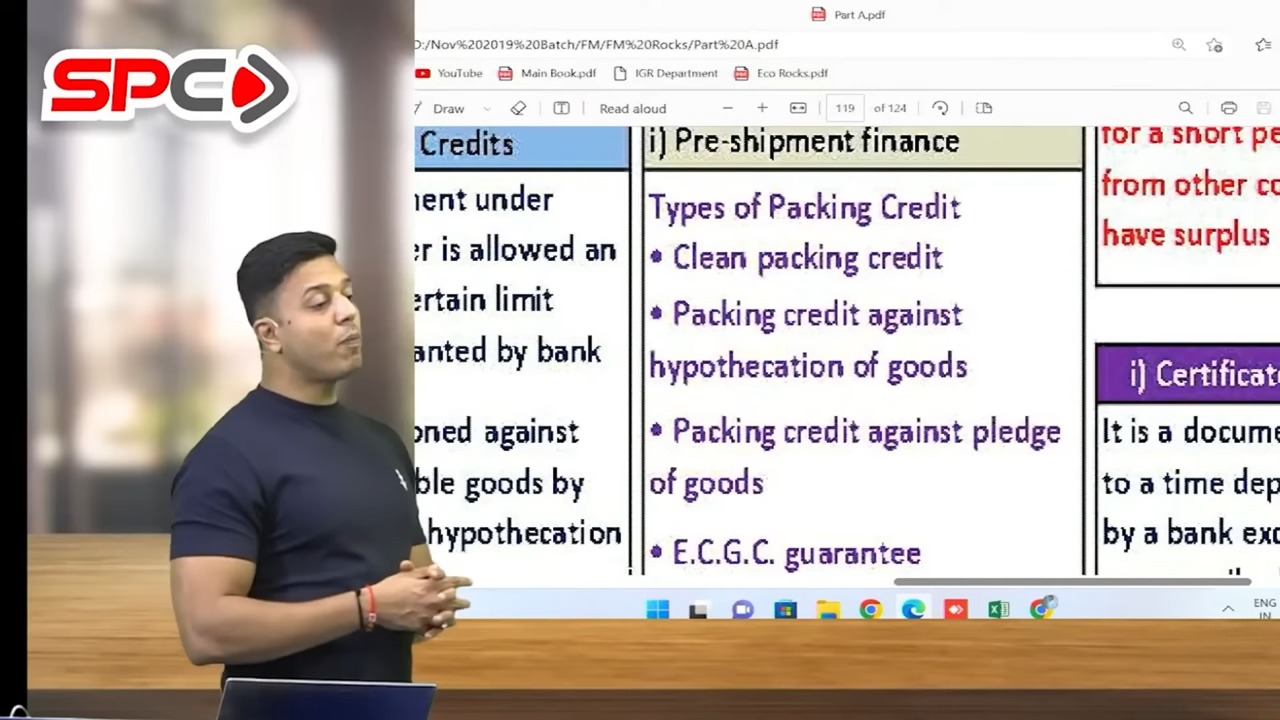 SPC
Part A.pdf
D:/Nov%202019%20Batch/FM/FM%20Rocks/Part%20A.pdf
YouTube
Main Book.pdf
IGR Department
Eco Rocks.pdf
Draw
Read aloud
119
of 124
Credits
ent under
r is allowed an
ertain limit
anted by bank
oned against
ble goods by
hypothecation
i) Pre-shipment finance
Types of Packing Credit
• Clean packing credit
• Packing credit against
hypothecation of goods
• Packing credit against pledge
of goods
• E.C.G.C. guarantee
for a short pe
from other co
have surplus
i) Certificate
It is a docume
to a time dep
by a bank exc
ENG
IN